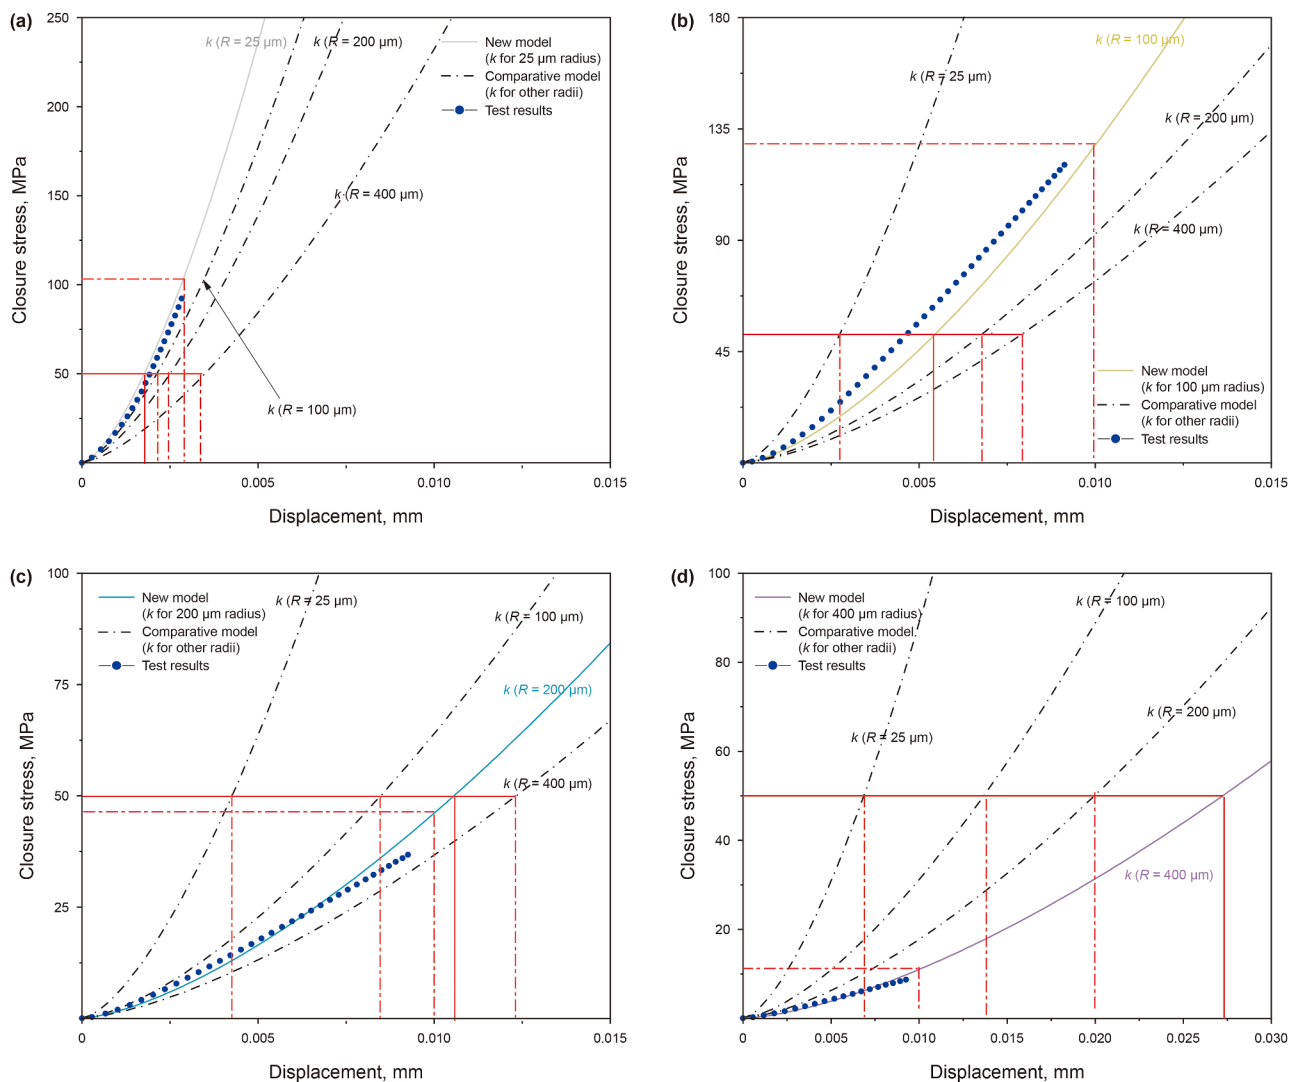 (a)
250
200
150
100
50
0
0
0.005
0.010
0.015
Closure stress, MPa
Displacement, mm
k (R = 25 μm)
k (R = 200 μm)
k (R = 400 μm)
k (R = 100 μm)
New model
(k for 25 μm radius)
Comparative model
(k for other radii)
Test results
(b)
180
135
90
45
0
0
0.005
0.010
0.015
Closure stress, MPa
Displacement, mm
k (R = 100 μm)
k (R = 25 μm)
k (R = 200 μm)
k (R = 400 μm)
New model
(k for 100 μm radius)
Comparative model
(k for other radii)
Test results
(c)
100
75
50
25
0
0
0.005
0.010
0.015
Closure stress, MPa
Displacement, mm
New model
(k for 200 μm radius)
Comparative model
(k for other radii)
Test results
k (R = 25 μm)
k (R = 100 μm)
k (R = 200 μm)
k (R = 400 μm)
(d)
100
80
60
40
20
0
0
0.005
0.010
0.015
0.020
0.025
0.030
Closure stress, MPa
Displacement, mm
New model
(k for 400 μm radius)
Comparative model
(k for other radii)
Test results
k (R = 100 μm)
k (R = 200 μm)
k (R = 25 μm)
k (R = 400 μm)